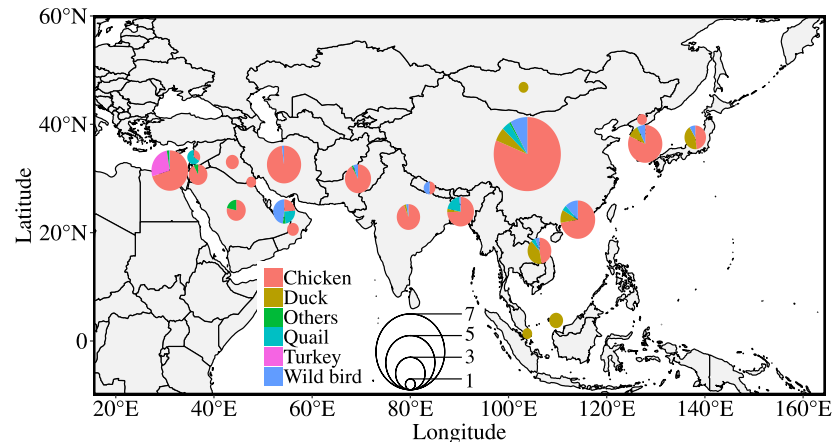 60°N
40°N
20°N
0
Latitude
Chicken
Duck
Others
Quail
Turkey
Wild bird
7
5
3
1
20°E
40°E
60°E
80°E
100°E
120°E
140°E
160°E
Longitude